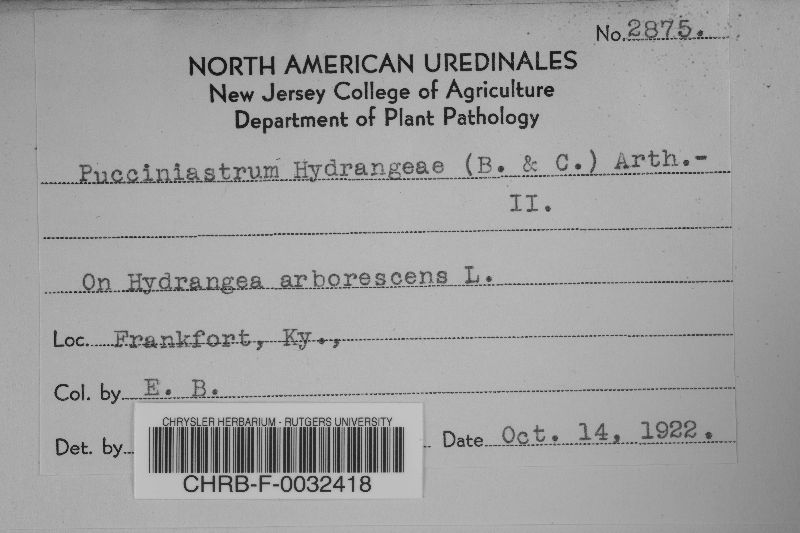 No. 2875.
NORTH AMERICAN UREDINALES
New Jersey College of Agriculture
Department of Plant Pathology
Pucciniastrum Hydrangeae (B. & C.) Arth.-
II.
On Hydrangea arborescens L.
Loc. Frankfort, Ky.,
Col. by E. B.
Det. by
Date Oct. 14, 1922.
CHRYSLER HERBARIUM - RUTGERS UNIVERSITY
CHRB-F-0032418